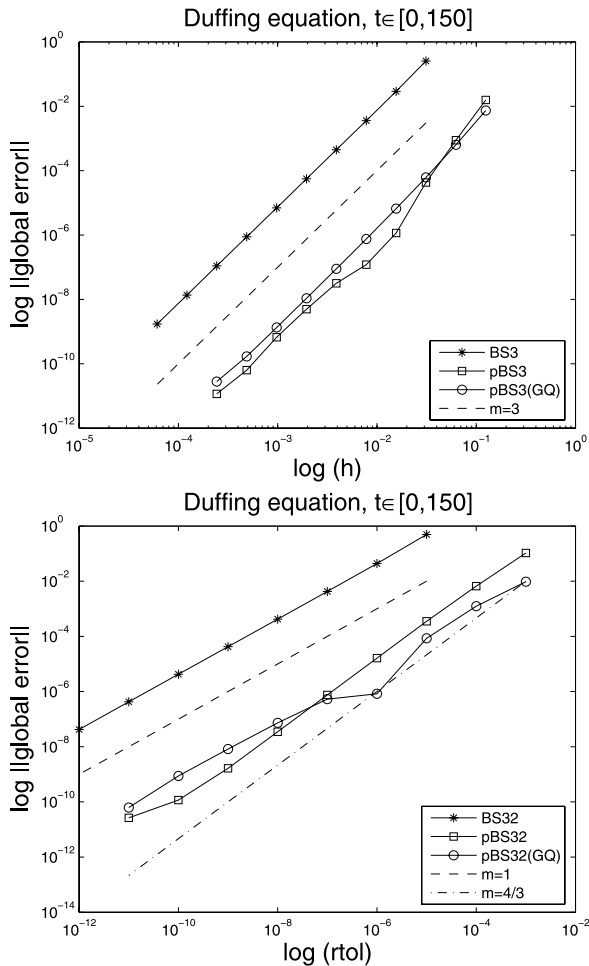 Duffing equation, t∈[0,150]
10^0
10^-2
10^-4
10^-6
10^-8
10^-10
10^-12
log ||global error||
BS3
pBS3
pBS3(GQ)
m=3
10^-5 10^-4 10^-3 10^-2 10^-1 10^0
log (h)
Duffing equation, t∈[0,150]
10^0
10^-2
10^-4
10^-6
10^-8
10^-10
10^-12
10^-14
log ||global error||
BS32
pBS32
pBS32(GQ)
m=1
m=4/3
10^-12 10^-10 10^-8 10^-6 10^-4 10^-2
log (rtol)